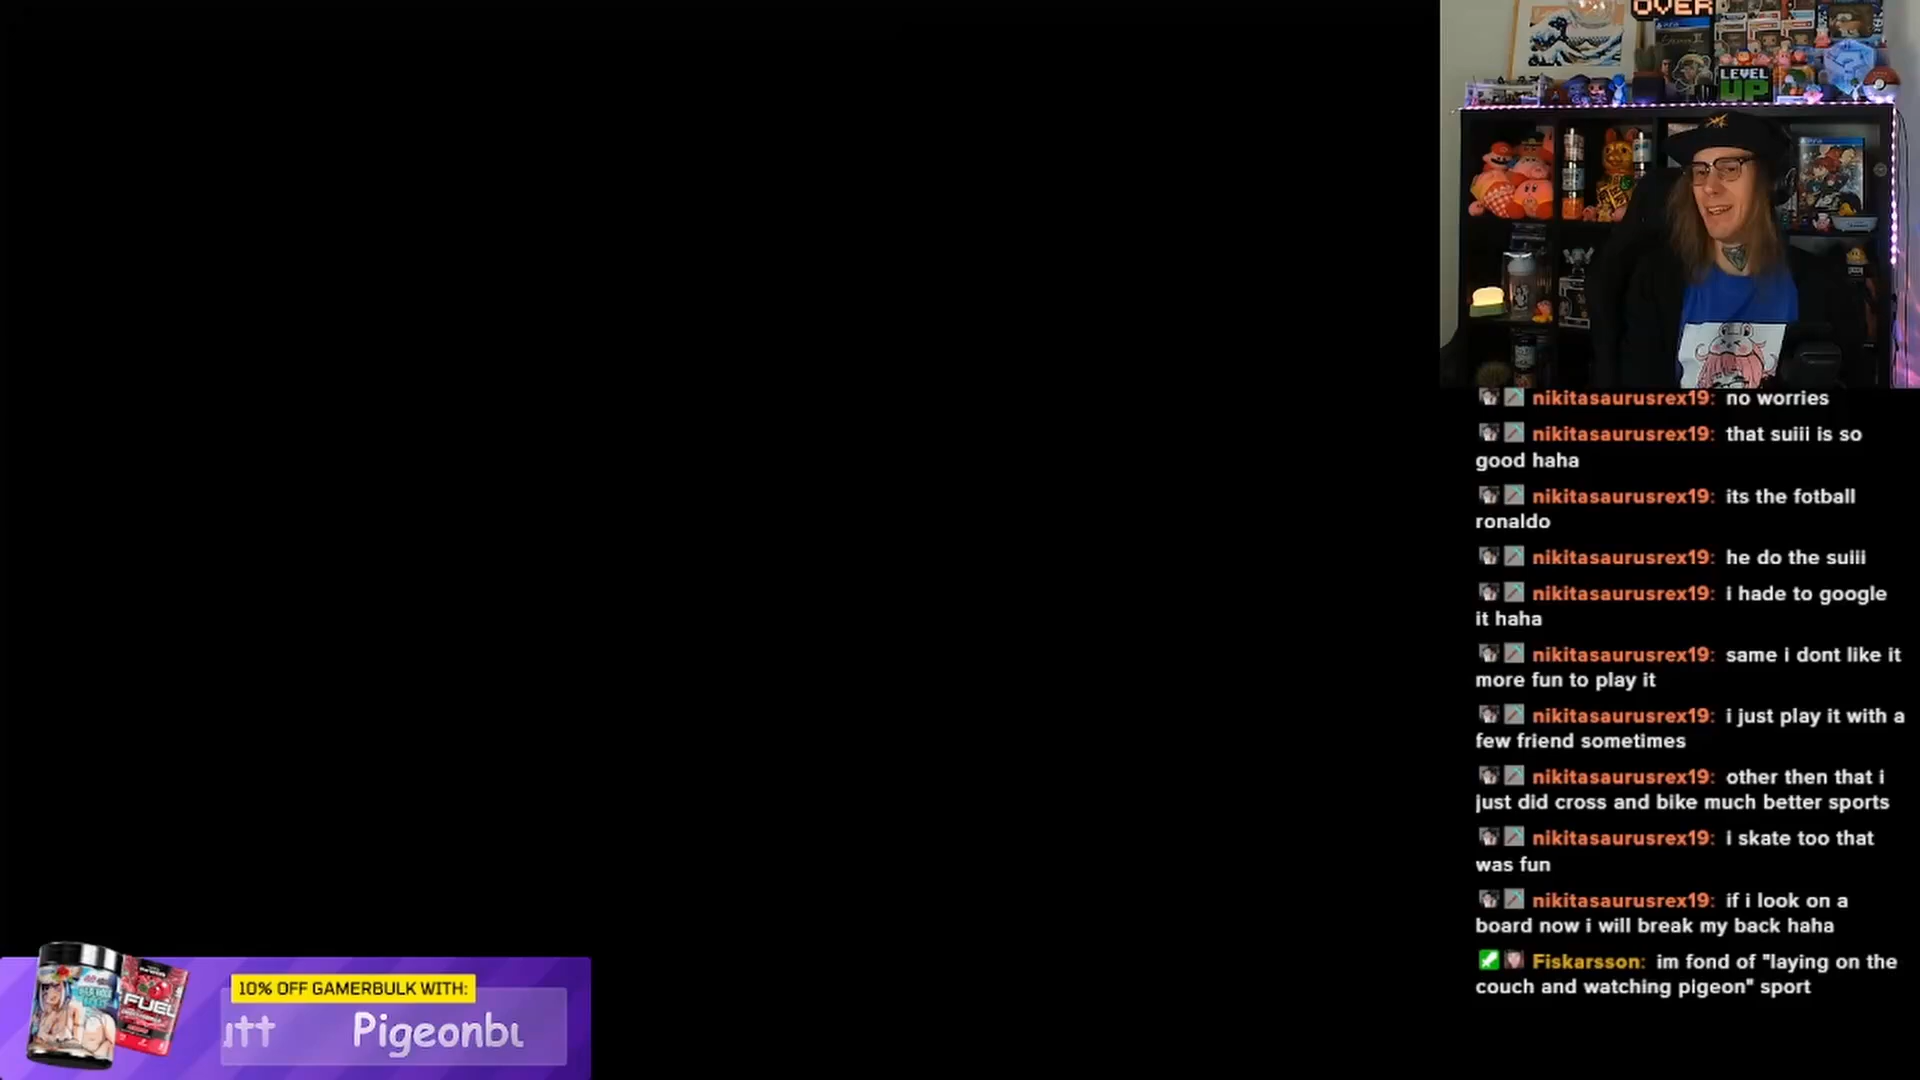 OVER
LEVEL
UP
nikitasaurusrex19: no worries
nikitasaurusrex19: that suiii is so
good haha
nikitasaurusrex19: its the fotball
ronaldo
nikitasaurusrex19: he do the suiii
nikitasaurusrex19: i hade to google
it haha
nikitasaurusrex19: same i dont like it
more fun to play it
nikitasaurusrex19: i just play it with a
few friend sometimes
nikitasaurusrex19: other then that i
just did cross and bike much better sports
nikitasaurusrex19: i skate too that
was fun
nikitasaurusrex19: if i look on a
board now i will break my back haha
Fiskarsson: im fond of "laying on the
couch and watching pigeon" sport
10% OFF GAMERBULK WITH:
FUEL
utt Pigeonbu